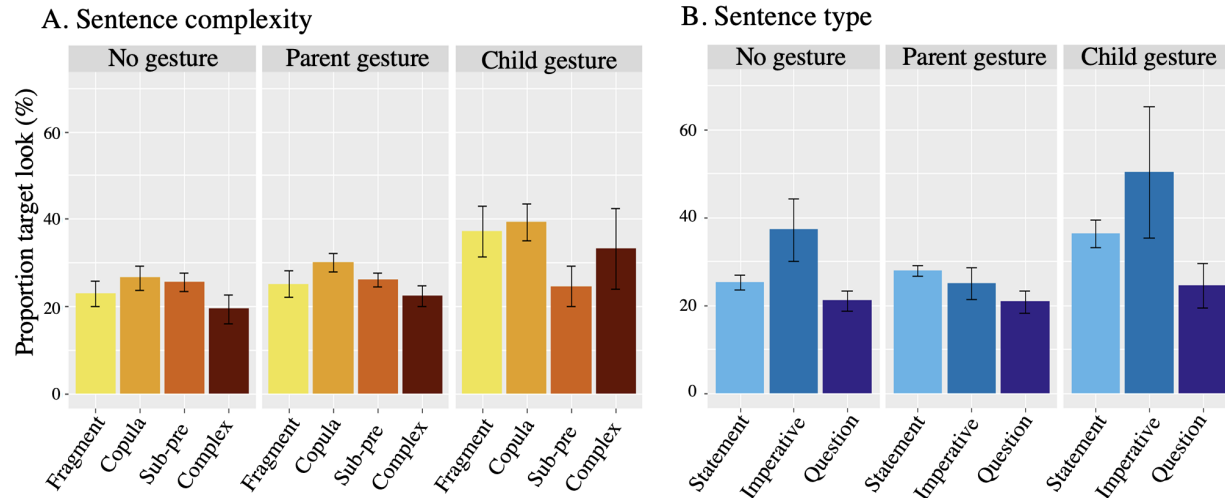 A. Sentence complexity
No gesture Parent gesture Child gesture
Proportion target look (%)
60
40
20
0
Fragment Copula Sub-pre Complex Fragment Copula Sub-pre Complex Fragment Copula Sub-pre Complex
B. Sentence type
No gesture Parent gesture Child gesture
60
40
20
0
Statement Imperative Question Statement Imperative Question Statement Imperative Question